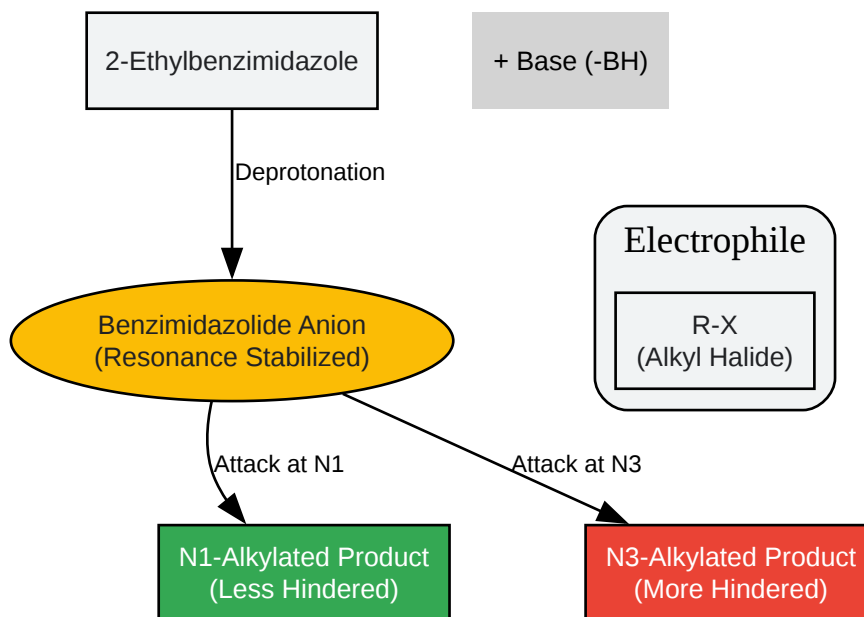 2-Ethylbenzimidazole
+ Base (-BH)
Deprotonation
Electrophile
Benzimidazolide Anion
(Resonance Stabilized)
R-X
(Alkyl Halide)
Attack at N1
Attack at N3
N1-Alkylated Product
(Less Hindered)
N3-Alkylated Product
(More Hindered)